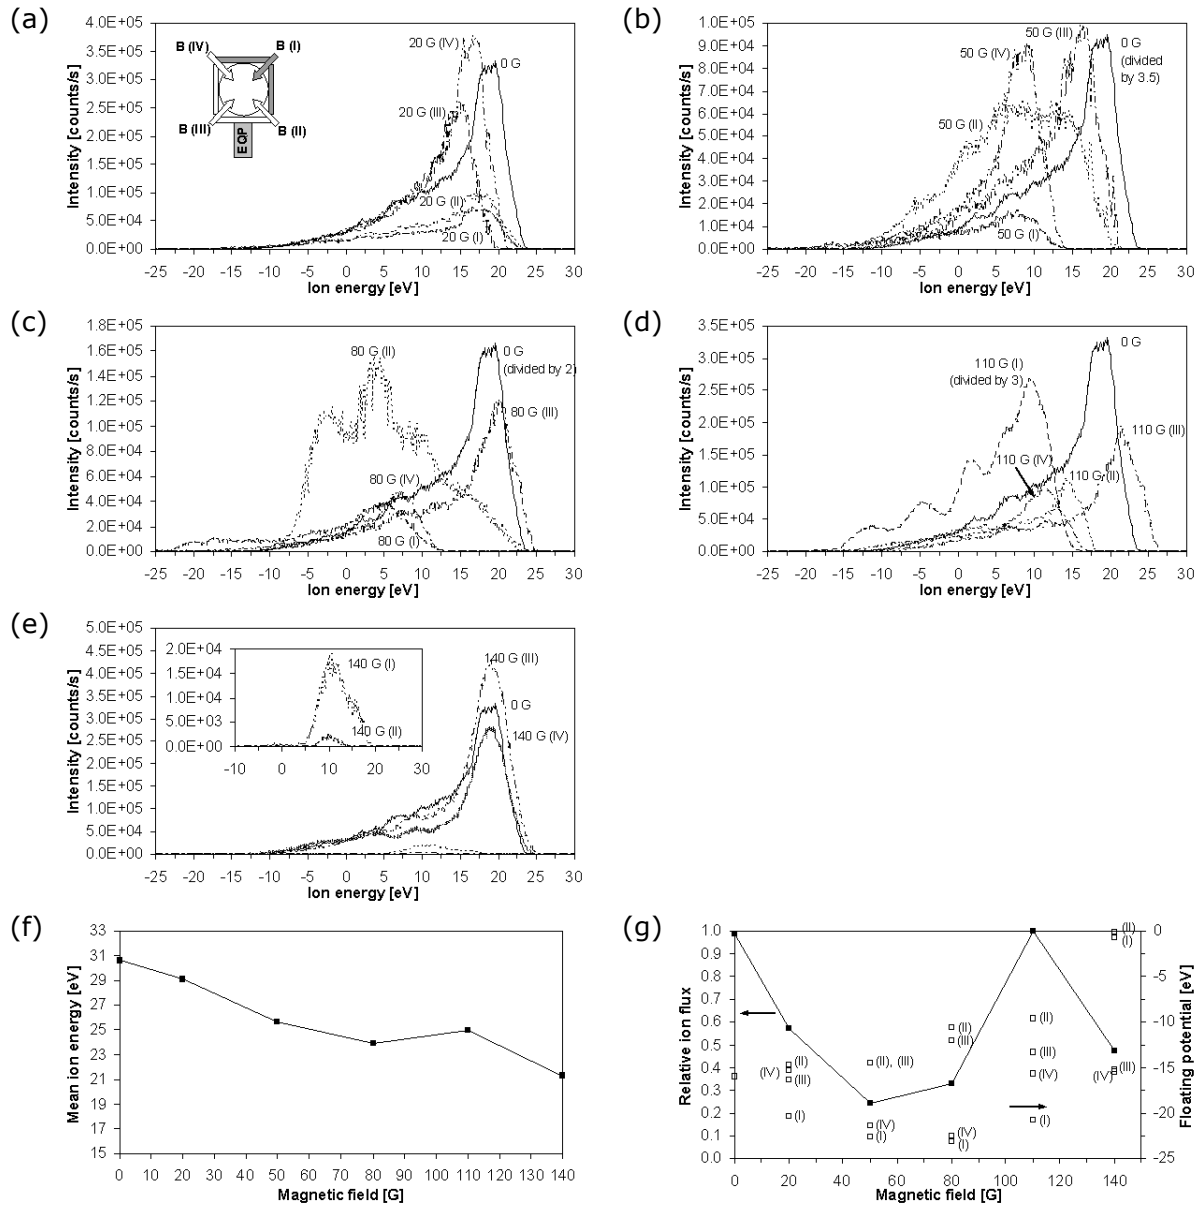 (a)
4.0E+05
3.5E+05
3.0E+05
2.5E+05
2.0E+05
1.5E+05
1.0E+05
5.0E+04
0.0E+00
Intensity [counts/s]
B (IV)
B (I)
B (III)
B (II)
EQP
20 G (IV)
0 G
20 G (III)
20 G (II)
20 G (I)
-25 -20 -15 -10 -5 0 5 10 15 20 25 30
Ion energy [eV]
(b)
1.0E+05
9.0E+04
8.0E+04
7.0E+04
6.0E+04
5.0E+04
4.0E+04
3.0E+04
2.0E+04
1.0E+04
0.0E+00
Intensity [counts/s]
50 G (III)
50 G (IV)
0 G
(divided
by 3.5)
50 G (II)
50 G (I)
-25 -20 -15 -10 -5 0 5 10 15 20 25 30
Ion energy [eV]
(c)
1.8E+05
1.6E+05
1.4E+05
1.2E+05
1.0E+05
8.0E+04
6.0E+04
4.0E+04
2.0E+04
0.0E+00
Intensity [counts/s]
80 G (II)
0 G
(divided by 2)
80 G (III)
80 G (IV)
80 G (I)
-25 -20 -15 -10 -5 0 5 10 15 20 25 30
Ion energy [eV]
(d)
3.5E+05
3.0E+05
2.5E+05
2.0E+05
1.5E+05
1.0E+05
5.0E+04
0.0E+00
Intensity [counts/s]
0 G
110 G (I)
(divided by 3)
110 G (III)
110 G (IV)
110 G (II)
-25 -20 -15 -10 -5 0 5 10 15 20 25 30
Ion energy [eV]
(e)
5.0E+05
4.5E+05
4.0E+05
3.5E+05
3.0E+05
2.5E+05
2.0E+05
1.5E+05
1.0E+05
5.0E+04
0.0E+00
Intensity [counts/s]
2.0E+04
1.5E+04
1.0E+04
5.0E+03
0.0E+00
140 G (I)
140 G (II)
-10 0 10 20 30
140 G (III)
0 G
140 G (IV)
-25 -20 -15 -10 -5 0 5 10 15 20 25 30
Ion energy [eV]
(f)
33
31
29
27
25
23
21
19
17
15
Mean ion energy [eV]
0 10 20 30 40 50 60 70 80 90 100 110 120 130 140
Magnetic field [G]
(g)
1.0
0.9
0.8
0.7
0.6
0.5
0.4
0.3
0.2
0.1
0.0
Relative ion flux
(IV)
(II)
(III)
(I)
(II), (III)
(IV)
(I)
(II)
(III)
(IV)
(I)
(II)
(III)
(IV)
(I)
(II)
(I)
(III)
(IV)
0
-5
-10
-15
-20
-25
Floating potential [eV]
0 20 40 60 80 100 120 140
Magnetic field [G]